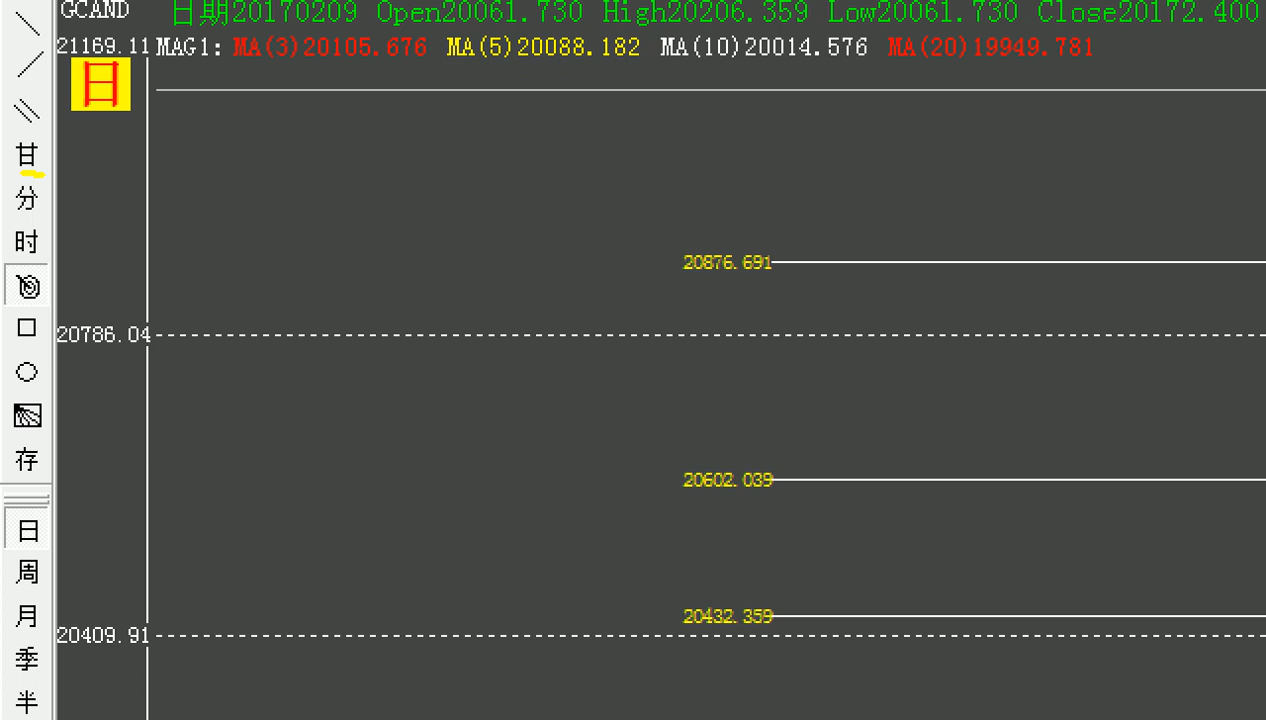 GCAND 日期20170209 Open20061.730 High20206.359 Low20061.730 Close20172.400
21169.11 MAG1: MA(3)20105.676 MA(5)20088.182 MA(10)20014.576 MA(20)19949.781
日
甘
分
时
20876.691
20786.04
存
20602.039
日
周
月
20432.359
20409.91
季
半